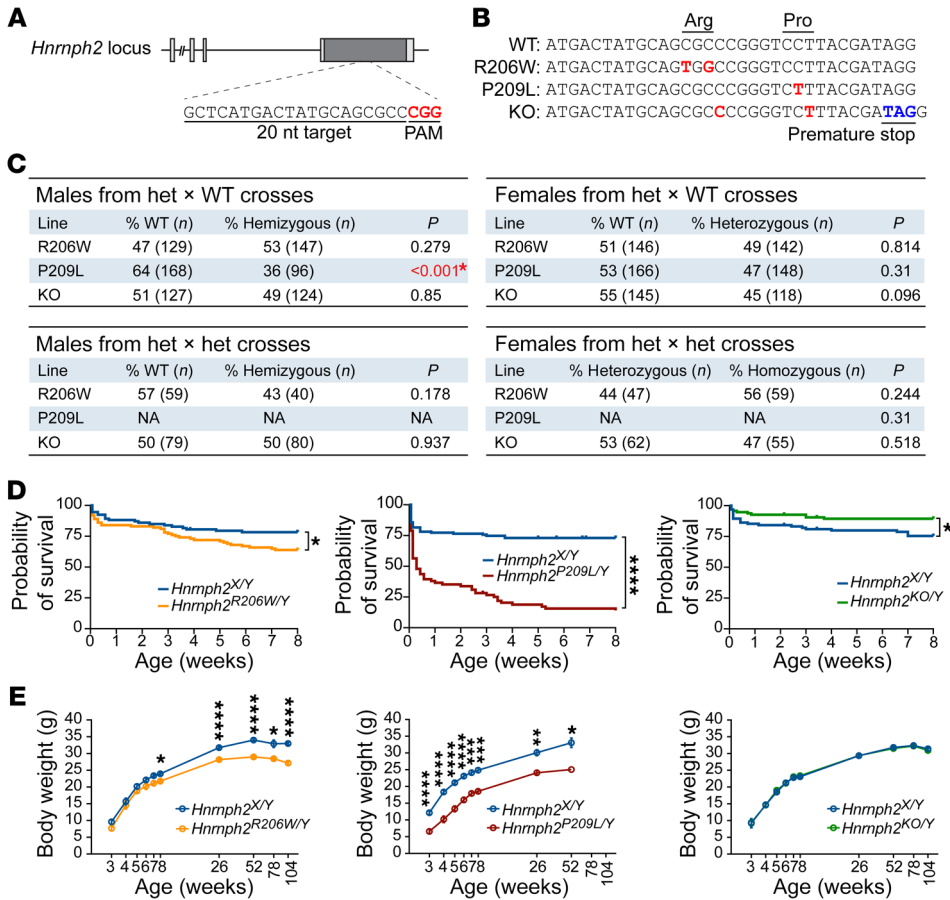 A
Hnrnph2 locus
GCTCATGACTATGCAGCGCCCGG
20 nt target
PAM
B
Arg Pro
WT: ATGACTATGCAGCGCCCGGGTCCTTACGATAGG
R206W: ATGACTATGCAGTGGCCGGGTCCTTACGATAGG
P209L: ATGACTATGCAGCGCCCGGGTCTTTACGATAGG
KO: ATGACTATGCAGCGCCCGGGTCTTTACGATAGG
Premature stop
C
Males from het × WT crosses
Line % WT (n) % Hemizygous (n) P
R206W 47 (129) 53 (147) 0.279
P209L 64 (168) 36 (96) <0.001*
KO 51 (127) 49 (124) 0.85
Females from het × WT crosses
Line % WT (n) % Heterozygous (n) P
R206W 51 (146) 49 (142) 0.814
P209L 53 (166) 47 (148) 0.31
KO 55 (145) 45 (118) 0.096
Males from het × het crosses
Line % WT (n) % Hemizygous (n) P
R206W 57 (59) 43 (40) 0.178
P209L NA NA NA
KO 50 (79) 50 (80) 0.937
Females from het × het crosses
Line % Heterozygous (n) % Homozygous (n) P
R206W 44 (47) 56 (59) 0.244
P209L NA NA 0.31
KO 53 (62) 47 (55) 0.518
D
Probability of survival
100
75
50
25
0
Hnrnph2X/Y
Hnrnph2R206W/Y
*
0 1 2 3 4 5 6 7 8
Age (weeks)
Probability of survival
100
75
50
25
0
Hnrnph2X/Y
Hnrnph2P209L/Y
****
0 1 2 3 4 5 6 7 8
Age (weeks)
Probability of survival
100
75
50
25
0
Hnrnph2X/Y
Hnrnph2KO/Y
*
0 1 2 3 4 5 6 7 8
Age (weeks)
E
Body weight (g)
40
35
30
25
20
15
10
5
0
* **** **** * ****
Hnrnph2X/Y
Hnrnph2R206W/Y
3 4 5 6 7 8 26 52 78 104
Age (weeks)
Body weight (g)
40
35
30
25
20
15
10
5
0
**** **** **** **** *** ** *
Hnrnph2X/Y
Hnrnph2P209L/Y
3 4 5 6 7 8 26 52 78 104
Age (weeks)
Body weight (g)
40
35
30
25
20
15
10
5
0
Hnrnph2X/Y
Hnrnph2KO/Y
3 4 5 6 7 8 26 52 78 104
Age (weeks)